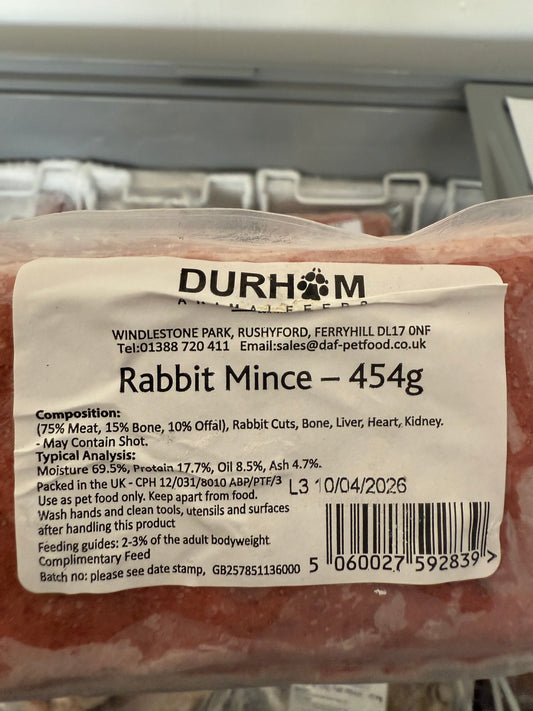 DURHAM
ANIMAL FEEDS
WINDLESTONE PARK, RUSHYFORD, FERRYHILL DL17 0NF
Tel:01388 720 411 Email:sales@daf-petfood.co.uk
Rabbit Mince – 454g
Composition:
(75% Meat, 15% Bone, 10% Offal), Rabbit Cuts, Bone, Liver, Heart, Kidney.
- May Contain Shot.
Typical Analysis:
Moisture 69.5%, Protein 17.7%, Oil 8.5%, Ash 4.7%.
Packed in the UK - CPH 12/031/8010 ABP/PTF/3
L3 10/04/2026
Use as pet food only. Keep apart from food.
Wash hands and clean tools, utensils and surfaces
after handling this product
Feeding guides: 2-3% of the adult bodyweight
Complimentary Feed
Batch no: please see date stamp, GB257851136000
5 060027 592839 >